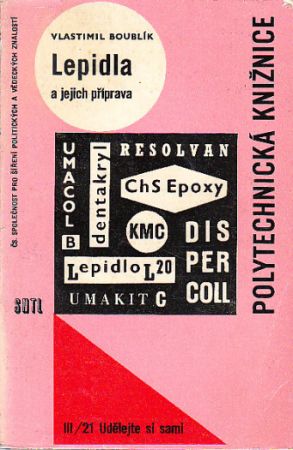 VLASTIMIL BOUBLÍK
Lepidla
a jejich příprava
ČS. SPOLEČNOST PRO ŠÍŘENÍ POLITICKÝCH A VĚDECKÝCH ZNALOSTÍ
POLYTECHNICKÁ KNIŽNICE
UMACOL B
dentakryl
RESOLVAN
ChS Epoxy
KMC
DIS
PER
COLL
Lepidlo L20
UMAKIT C
SNTL
III/21 Udělejte si sami